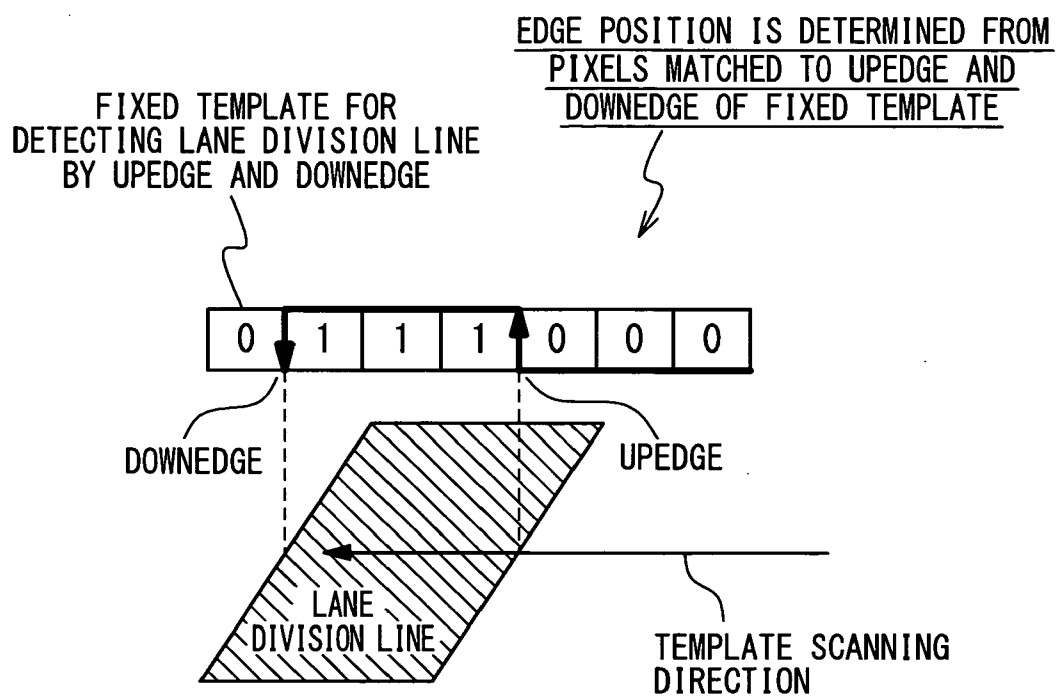 EDGE POSITION IS DETERMINED FROM
PIXELS MATCHED TO UPEDGE AND
DOWNEDGE OF FIXED TEMPLATE
FIXED TEMPLATE FOR
DETECTING LANE DIVISION LINE
BY UPEDGE AND DOWNEDGE
0 1 1 1 0 0 0
DOWNEDGE
UPEDGE
LANE
DIVISION LINE
TEMPLATE SCANNING
DIRECTION